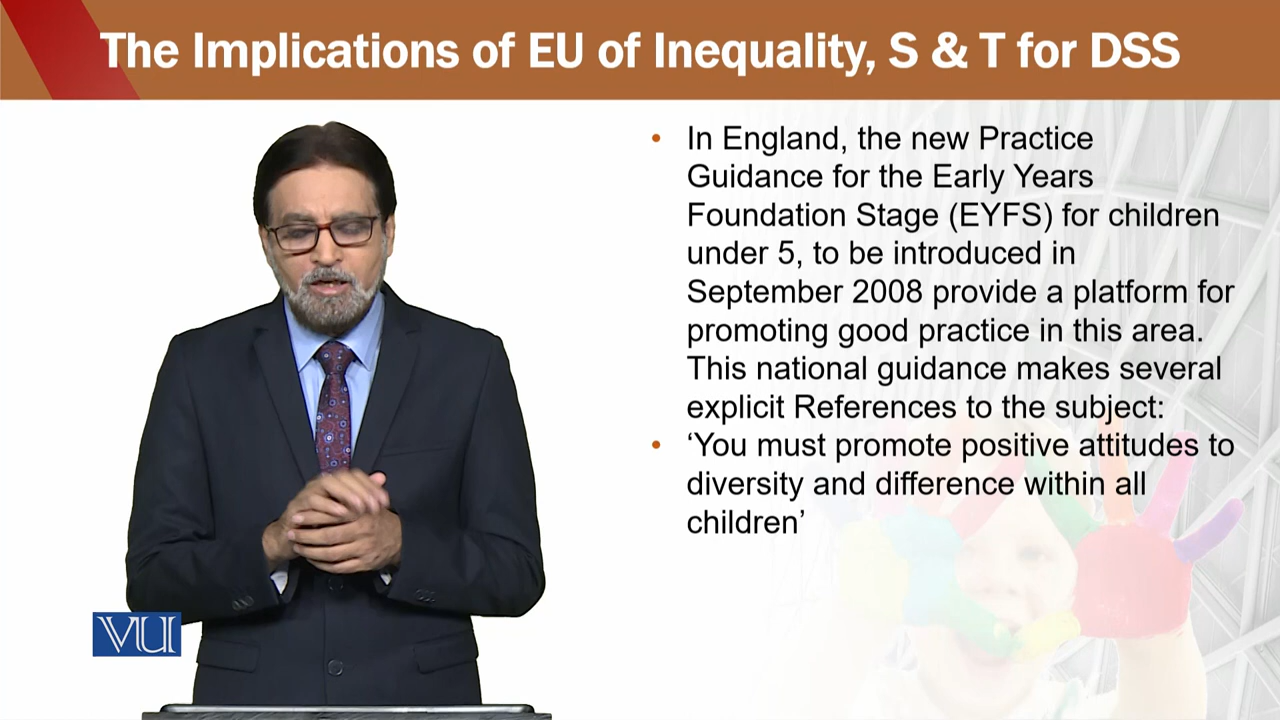 The Implications of EU of Inequality, S & T for DSS
• In England, the new Practice
Guidance for the Early Years
Foundation Stage (EYFS) for children
under 5, to be introduced in
September 2008 provide a platform for
promoting good practice in this area.
This national guidance makes several
explicit References to the subject:
• ‘You must promote positive attitudes to
diversity and difference within all
children’
VU